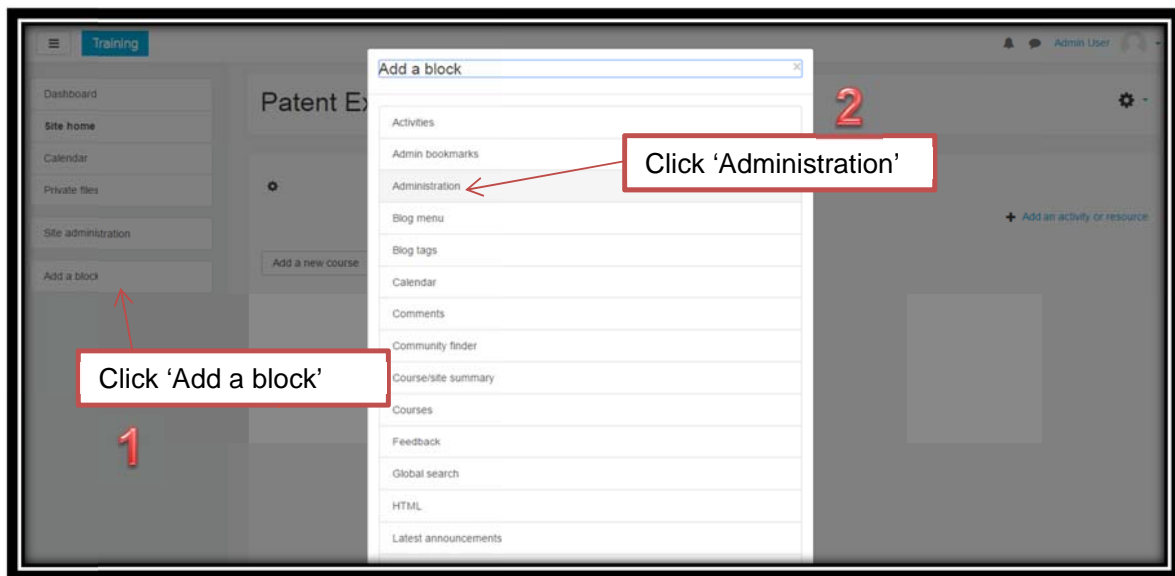 Training
Admin User
Add a block
Dashboard
Site home
Calendar
Private files
Site administration
Add a block
Patent Ex
Add an activity or resource
Add a new course
Activities
Admin bookmarks
Administration
Blog menu
Blog tags
Calendar
Comments
Community finder
Course/site summary
Courses
Feedback
Global search
HTML
Latest announcements
2
Click ‘Administration’
Click ‘Add a block’
1